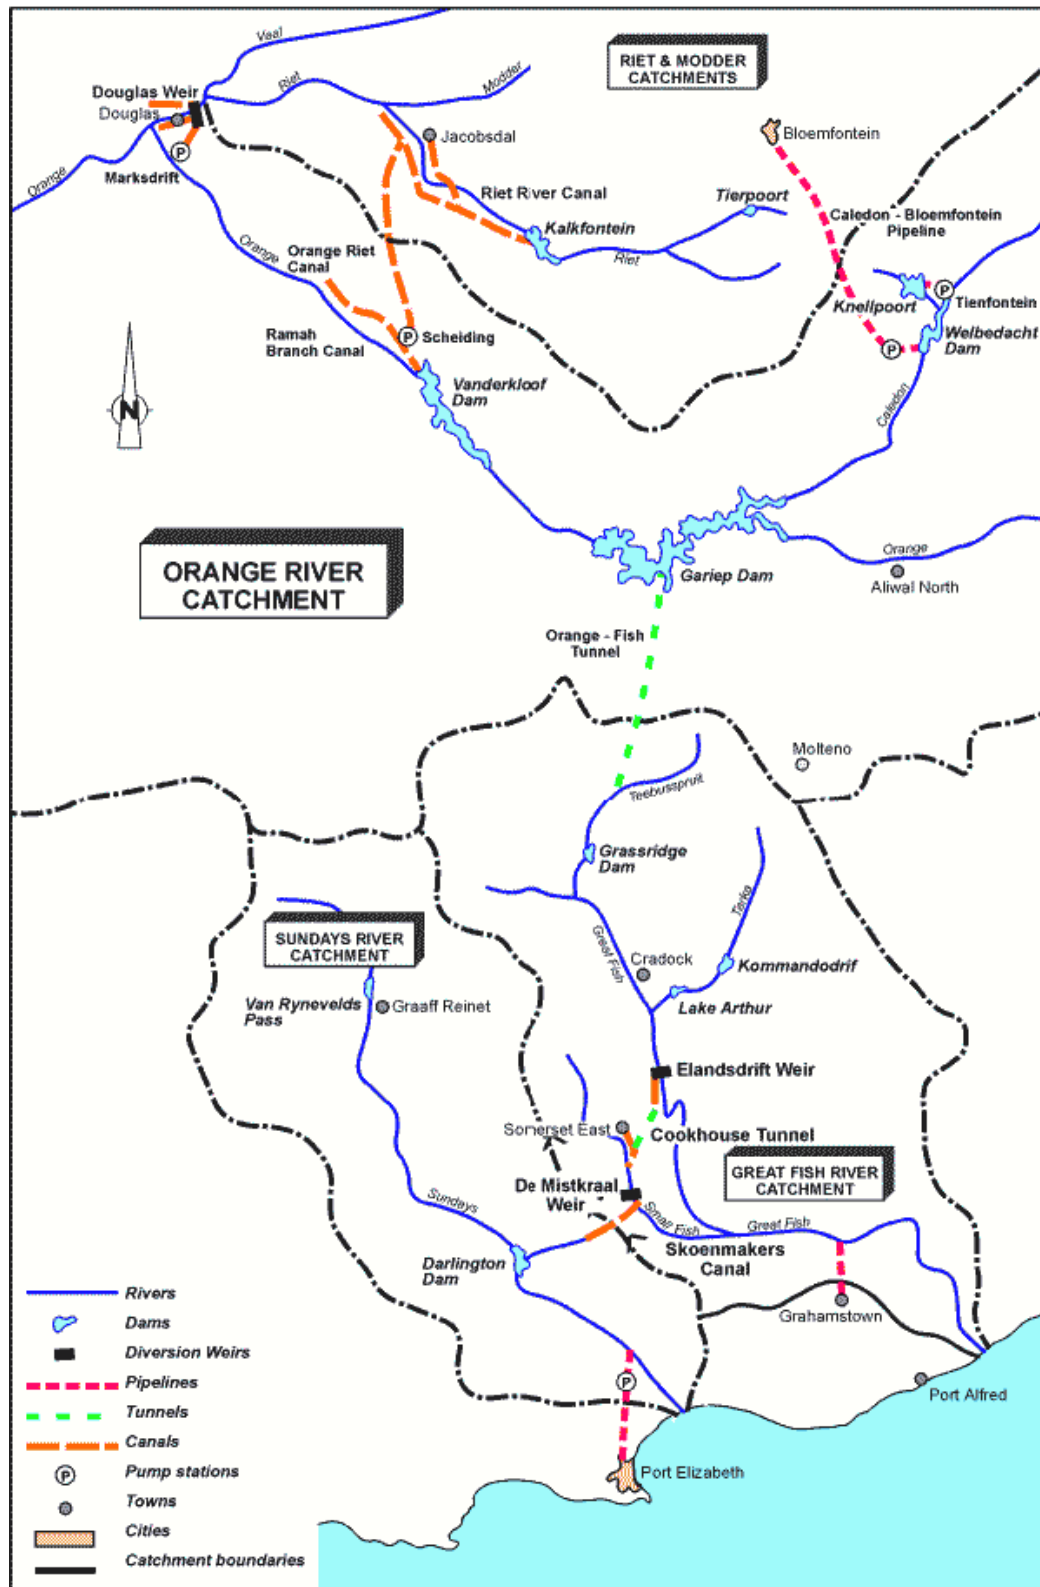 Vaal
RIET & MODDER
CATCHMENTS
Riet
Modder
Douglas Weir
Douglas
Jacobsdal
Bloemfontein
P
Marksdrift
Orange
Riet River Canal
Tierpoort
Kalkfontein
Caledon - Bloemfontein
Pipeline
Riet
Orange
Orange Riet
Canal
P
Knellpoort
Tienfontein
Ramah
Branch Canal
P
Scheiding
Welbedacht
Dam
P
Vanderkloof
Dam
N
Caledon
ORANGE RIVER
CATCHMENT
Gariep Dam
Orange
Aliwal North
Orange - Fish
Tunnel
Molteno
Teebusspruit
Grassridge
Dam
Tarka
SUNDAYS RIVER
CATCHMENT
Great Fish
Cradock
Kommandodrif
Van Rynevelds
Pass
Graaff Reinet
Lake Arthur
Elandsdrift Weir
Somerset East
Cookhouse Tunnel
GREAT FISH RIVER
CATCHMENT
De Mistkraal
Weir
Sundays
Small Fish
Great Fish
Skoenmakers
Canal
Darlington
Dam
Grahamstown
P
Port Alfred
Port Elizabeth
Rivers
Dams
Diversion Weirs
Pipelines
Tunnels
Canals
P
Pump stations
Towns
Cities
Catchment boundaries